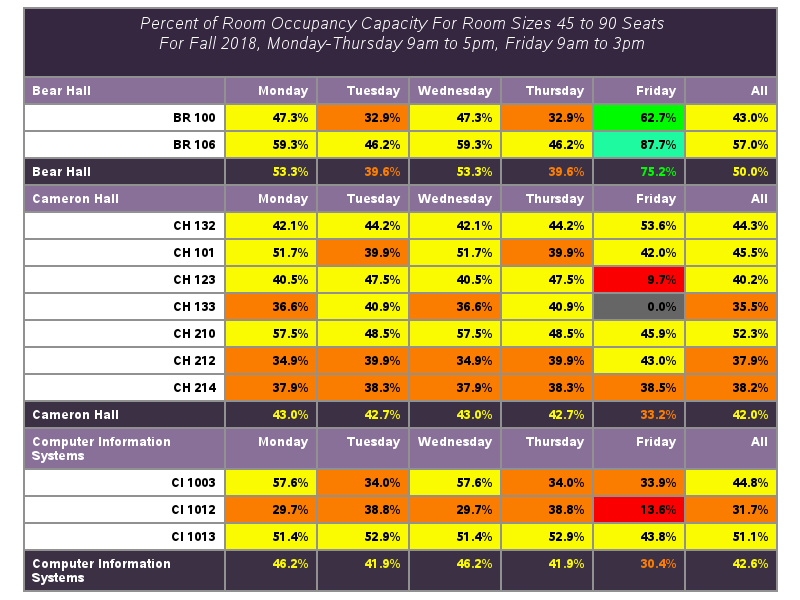 Percent of Room Occupancy Capacity For Room Sizes 45 to 90 Seats
For Fall 2018, Monday-Thursday 9am to 5pm, Friday 9am to 3pm
Bear Hall Monday Tuesday Wednesday Thursday Friday All
BR 100 47.3% 32.9% 47.3% 32.9% 62.7% 43.0%
BR 106 59.3% 46.2% 59.3% 46.2% 87.7% 57.0%
Bear Hall 53.3% 39.6% 53.3% 39.6% 75.2% 50.0%
Cameron Hall Monday Tuesday Wednesday Thursday Friday All
CH 132 42.1% 44.2% 42.1% 44.2% 53.6% 44.3%
CH 101 51.7% 39.9% 51.7% 39.9% 42.0% 45.5%
CH 123 40.5% 47.5% 40.5% 47.5% 9.7% 40.2%
CH 133 36.6% 40.9% 36.6% 40.9% 0.0% 35.5%
CH 210 57.5% 48.5% 57.5% 48.5% 45.9% 52.3%
CH 212 34.9% 39.9% 34.9% 39.9% 43.0% 37.9%
CH 214 37.9% 38.3% 37.9% 38.3% 38.5% 38.2%
Cameron Hall 43.0% 42.7% 43.0% 42.7% 33.2% 42.0%
Computer Information Monday Tuesday Wednesday Thursday Friday All
Systems
CI 1003 57.6% 34.0% 57.6% 34.0% 33.9% 44.8%
CI 1012 29.7% 38.8% 29.7% 38.8% 13.6% 31.7%
CI 1013 51.4% 52.9% 51.4% 52.9% 43.8% 51.1%
Computer Information 46.2% 41.9% 46.2% 41.9% 30.4% 42.6%
Systems